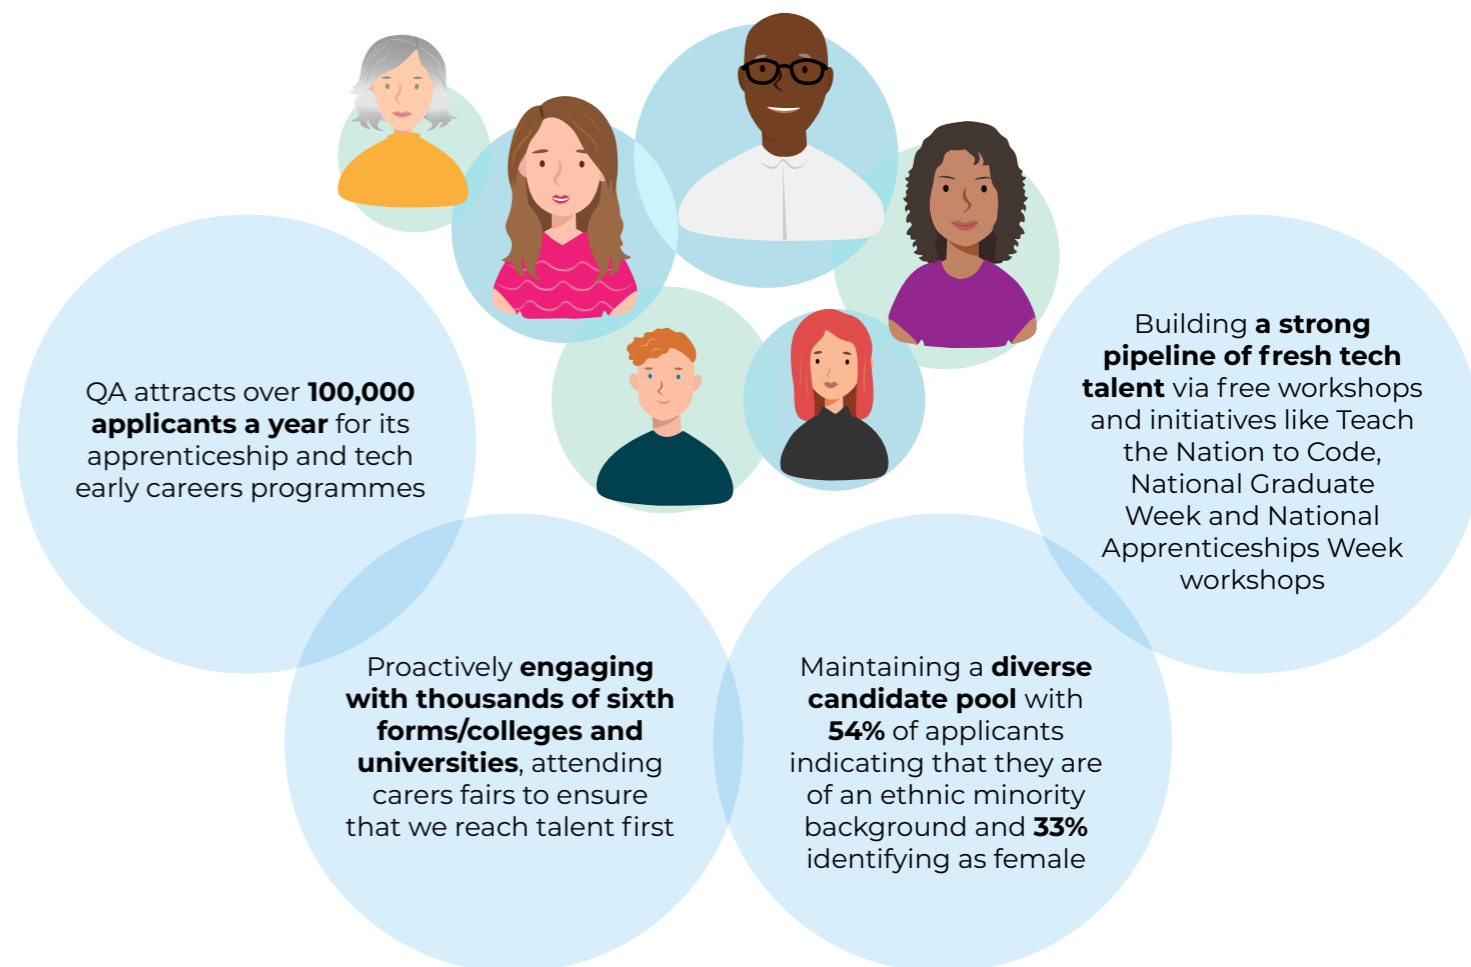 QA attracts over 100,000
applicants a year for its
apprenticeship and tech
early careers programmes
Proactively engaging
with thousands of sixth
forms/colleges and
universities, attending
carers fairs to ensure
that we reach talent first
Maintaining a diverse
candidate pool with
54% of applicants
indicating that they are
of an ethnic minority
background and 33%
identifying as female
Building a strong
pipeline of fresh tech
talent via free workshops
and initiatives like Teach
the Nation to Code,
National Graduate
Week and National
Apprenticeships Week
workshops